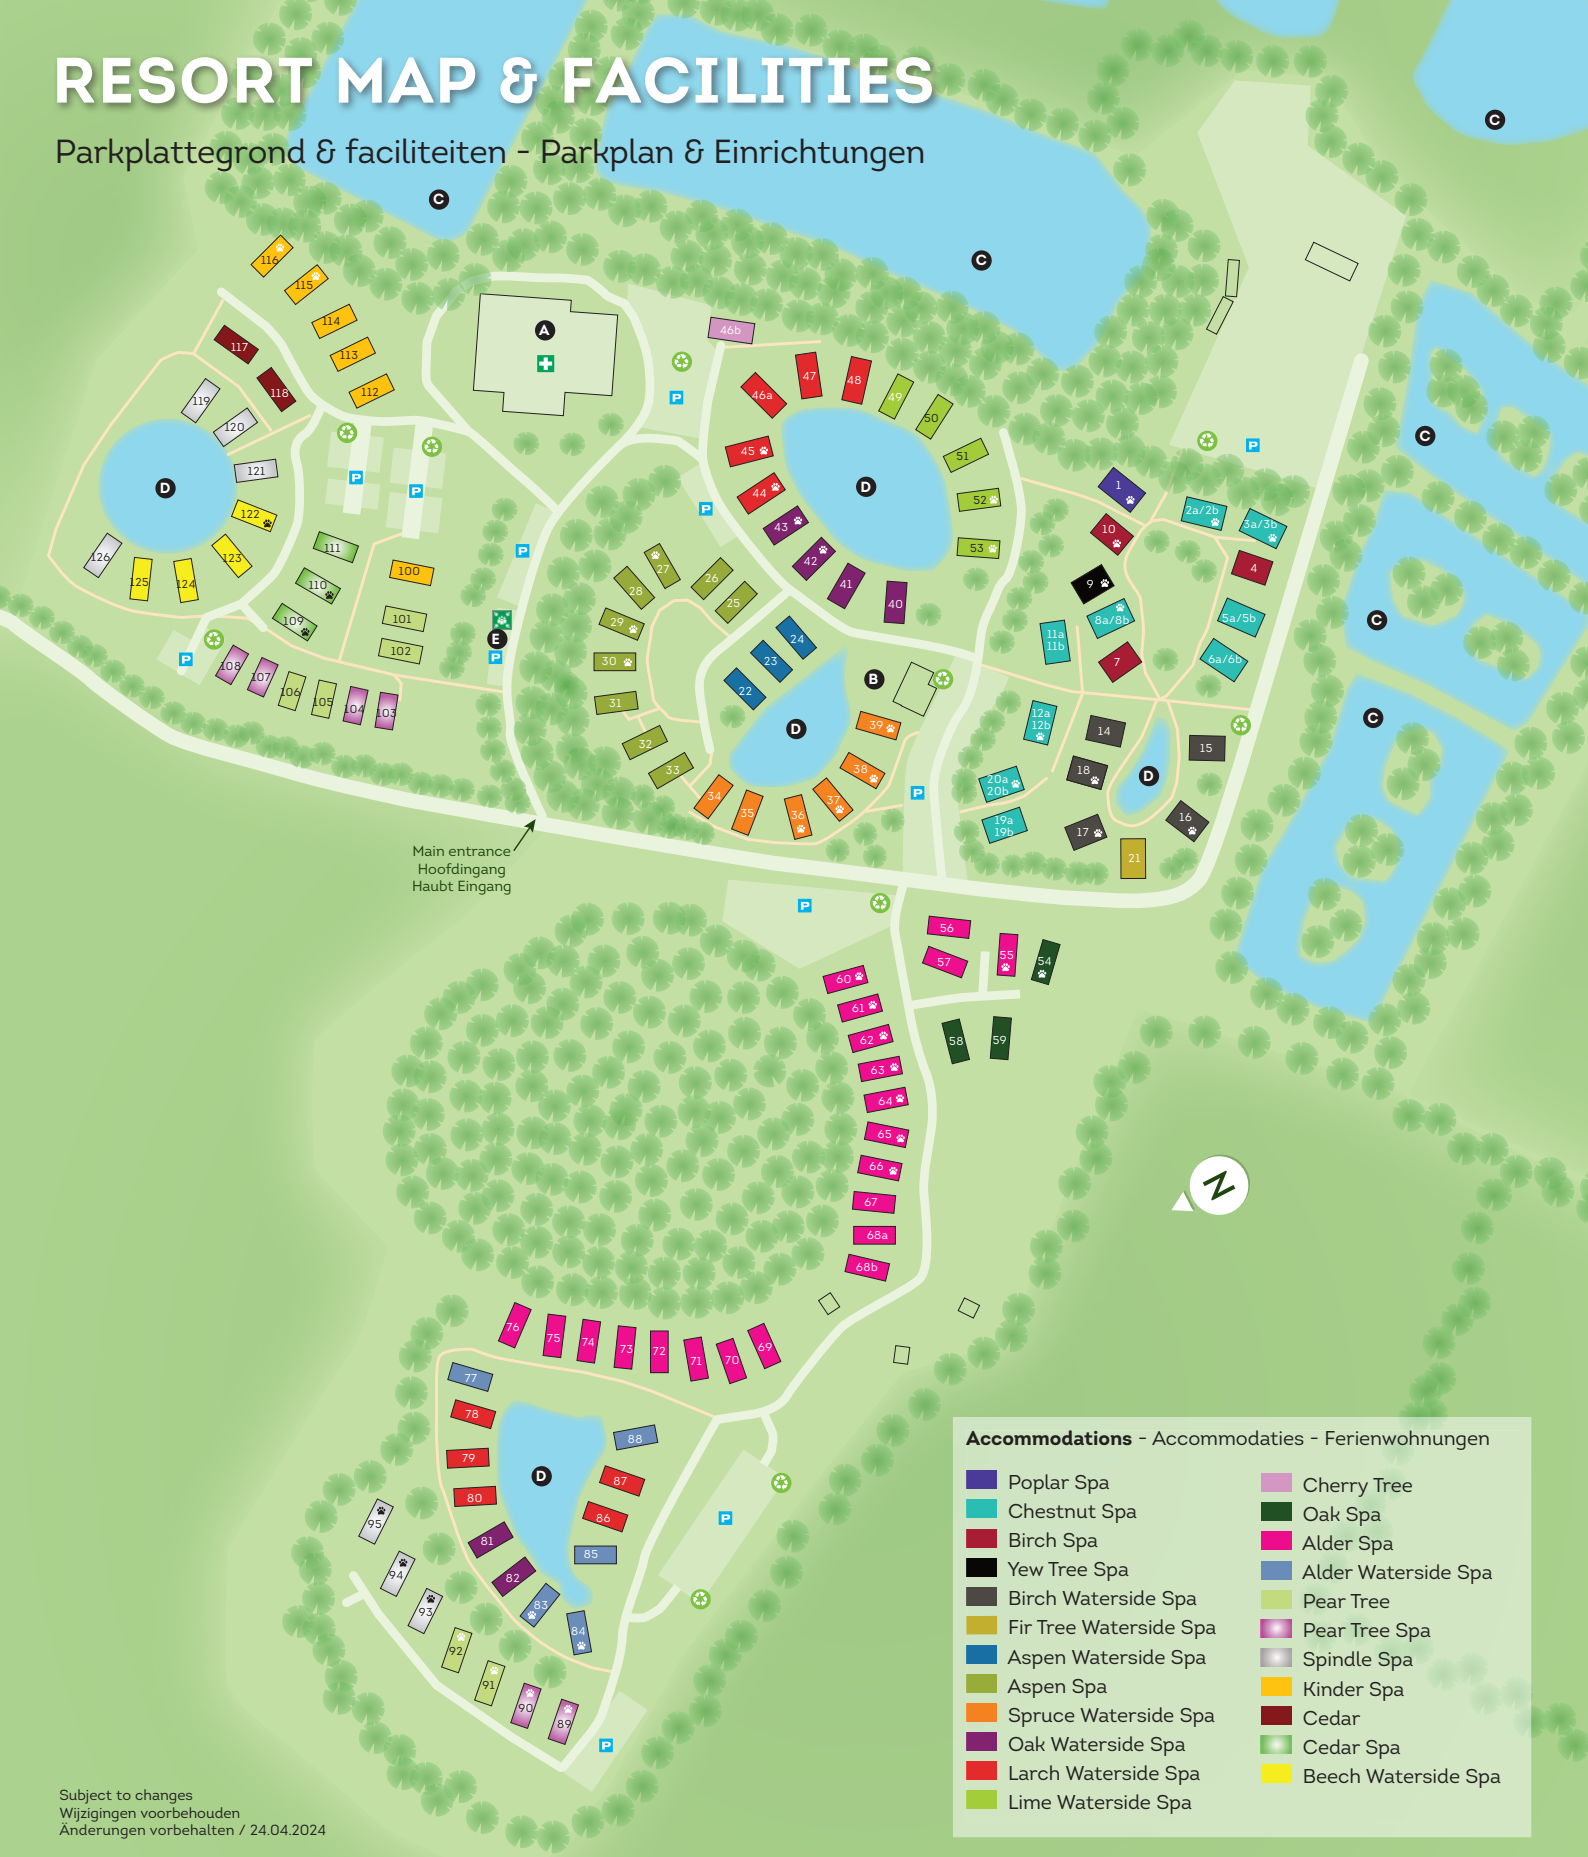 RESORT MAP & FACILITIES
Parkplattegrond & faciliteiten - Parkplan & Einrichtungen
C
C
C
116
115
114
113
112
117
118
119
120
121
122
123
124
125
126
D
A
46b
P
46a
47
48
49
50
51
52
53
45
44
43
42
41
40
D
P
P
P
P
P
1
2a/2b
3a/3b
4
5a/5b
6a/6b
7
8a/8b
9
10
11a
11b
12a
12b
14
15
16
17
18
19a
19b
20a
20b
21
D
C
C
C
111
110
109
100
101
102
E
P
P
108
107
106
105
104
103
28
27
26
25
29
30
31
32
33
24
23
22
D
B
39
38
37
36
35
34
P
Main entrance
Hoofdingang
Haubt Eingang
P
56
57
55
54
58
59
60
61
62
63
64
65
66
67
68a
68b
N
76
75
74
73
72
71
70
69
77
78
79
80
81
82
83
84
85
86
87
88
D
P
95
94
93
92
91
90
89
P
Accommodations - Accommodaties - Ferienwohnungen
Poplar Spa
Chestnut Spa
Birch Spa
Yew Tree Spa
Birch Waterside Spa
Fir Tree Waterside Spa
Aspen Waterside Spa
Aspen Spa
Spruce Waterside Spa
Oak Waterside Spa
Larch Waterside Spa
Lime Waterside Spa
Cherry Tree
Oak Spa
Alder Spa
Alder Waterside Spa
Pear Tree
Pear Tree Spa
Spindle Spa
Kinder Spa
Cedar
Cedar Spa
Beech Waterside Spa
Subject to changes
Wijzigingen voorbehouden
Änderungen vorbehalten / 24.04.2024